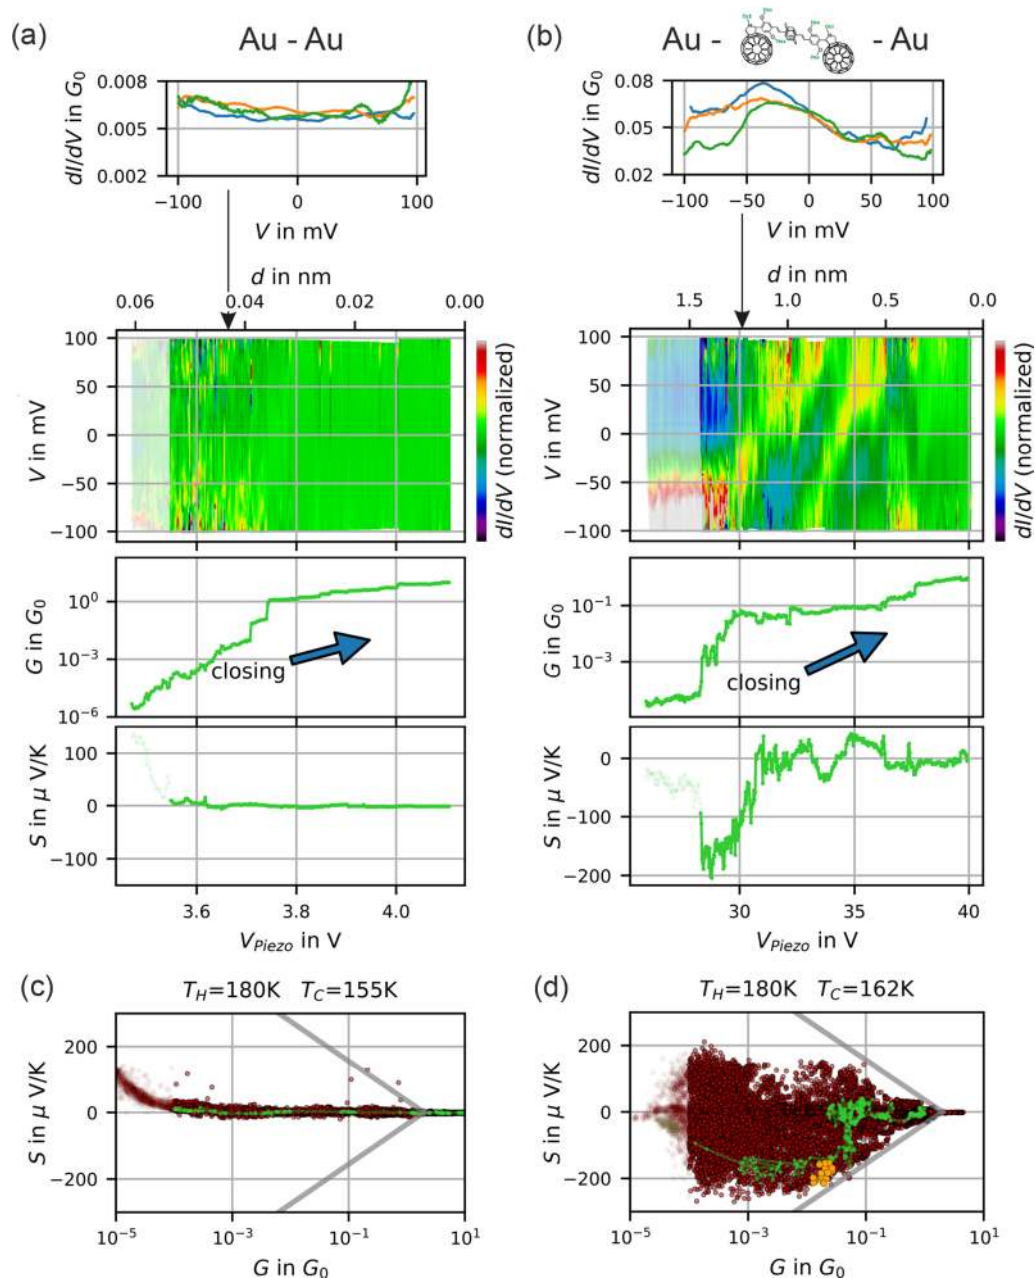 (a)
Au - Au
0.008
0.005
0.002
dI/dV in G0
−100
0
100
V in mV
d in nm
0.06
0.04
0.02
0.00
100
50
0
−50
−100
V in mV
dI/dV (normalized)
10^0
10^−3
10^−6
G in G0
closing
100
0
−100
S in μ V/K
3.6
3.8
4.0
VPiezo in V
(b)
Au -
- Au
0.08
0.05
0.02
dI/dV in G0
−100
−50
0
50
100
V in mV
d in nm
1.5
1.0
0.5
0.0
100
50
0
−50
−100
V in mV
dI/dV (normalized)
10^−1
10^−3
G in G0
closing
0
−100
−200
S in μ V/K
30
35
40
VPiezo in V
(c)
TH=180K TC=155K
200
0
−200
S in μ V/K
10^−5
10^−3
10^−1
10^1
G in G0
(d)
TH=180K TC=162K
200
0
−200
S in μ V/K
10^−5
10^−3
10^−1
10^1
G in G0